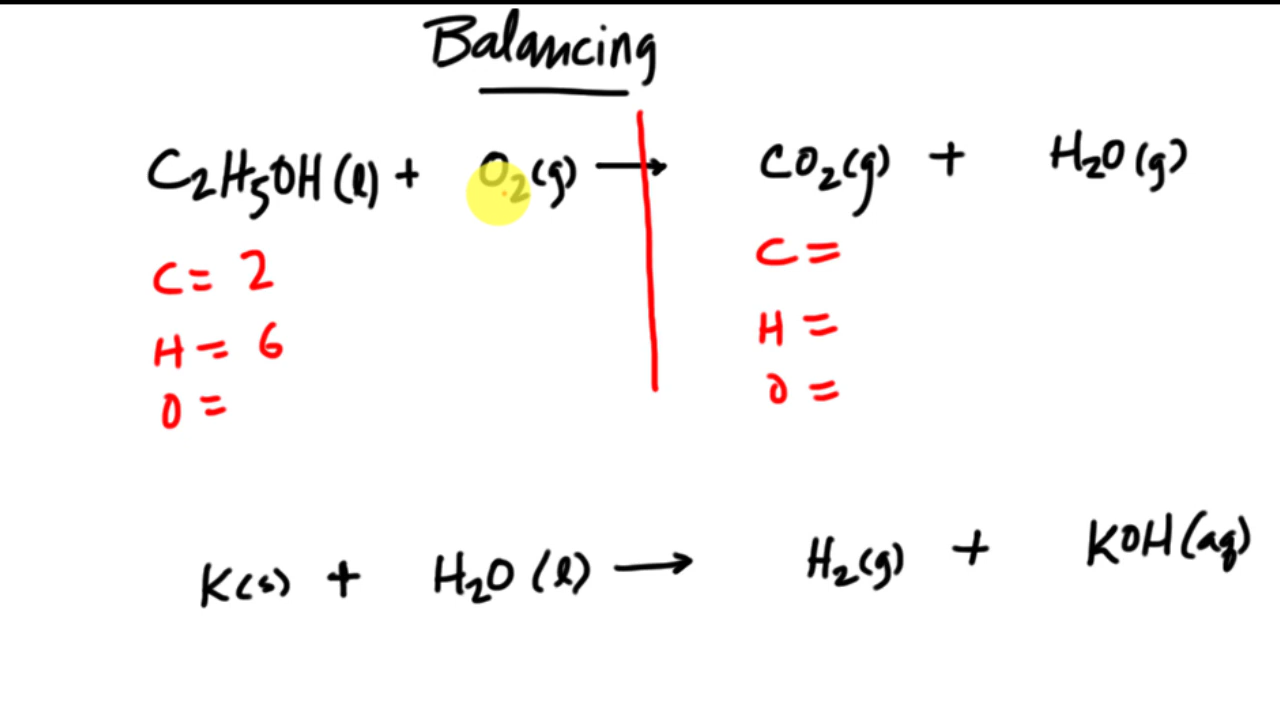 Balancing
C₂H₅OH(l) + O₂(g) → CO₂(g) + H₂O(g)
C = 2 C =
H = 6 H =
O = O =
K(s) + H₂O(l) → H₂(g) + KOH(aq)